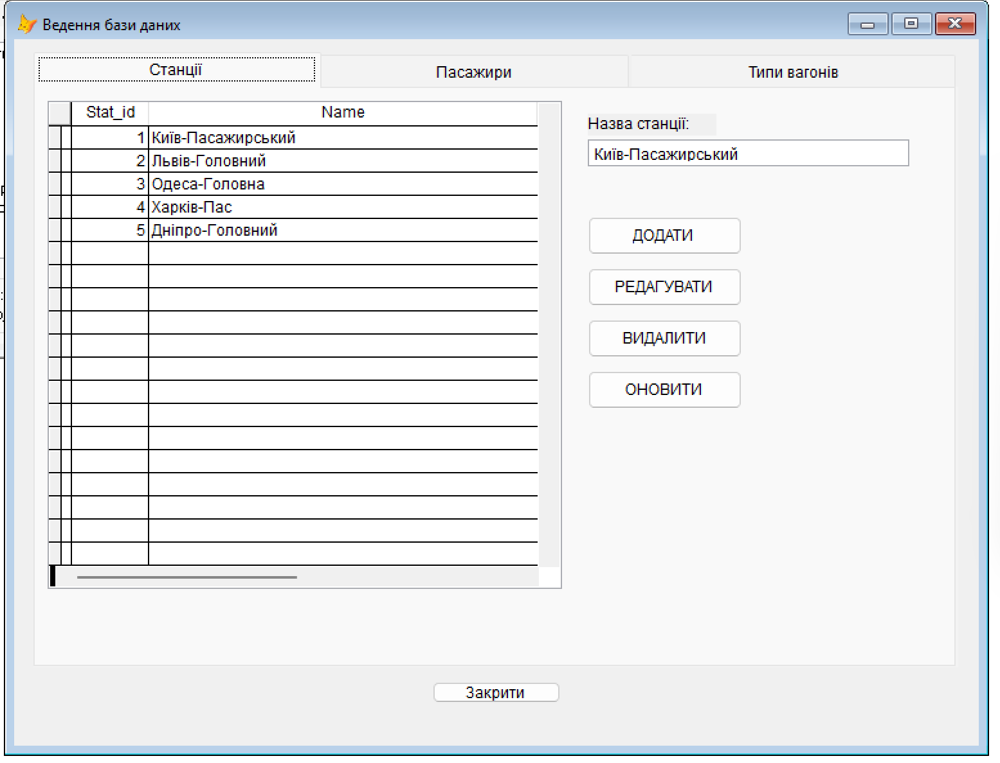 Ведення бази даних
Станції Пасажири Типи вагонів
Stat_id Name
1 Київ-Пасажирський
2 Львів-Головний
3 Одеса-Головна
4 Харків-Пас
5 Дніпро-Головний
Назва станції:
Київ-Пасажирський
ДОДАТИ
РЕДАГУВАТИ
ВИДАЛИТИ
ОНОВИТИ
Закрити